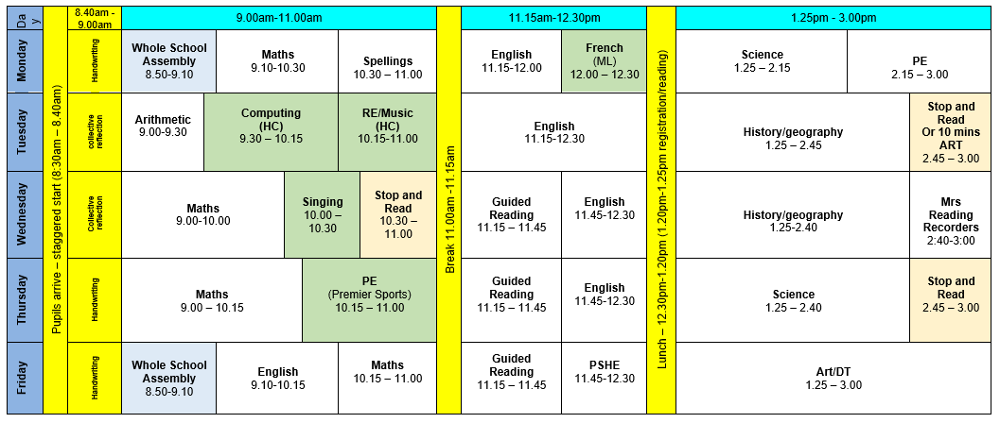 Da
y
8.40am -
9.00am
9.00am-11.00am
11.15am-12.30pm
1.25pm - 3.00pm
Pupils arrive – staggered start (8:30am – 8.40am)
Break 11.00am -11.15am
Lunch – 12.30pm-1.20pm (1.20pm-1.25pm registration/reading)
Monday
Handwriting
Whole School
Assembly
8.50-9.10
Maths
9.10-10.30
Spellings
10.30 – 11.00
English
11.15-12.00
French
(ML)
12.00 – 12.30
Science
1.25 – 2.15
PE
2.15 – 3.00
Tuesday
collective
reflection
Arithmetic
9.00-9.30
Computing
(HC)
9.30 – 10.15
RE/Music
(HC)
10.15-11.00
English
11.15-12.30
History/geography
1.25 – 2.45
Stop and
Read
Or 10 mins
ART
2.45 – 3.00
Wednesday
Collective
reflection
Maths
9.00-10.00
Singing
10.00 –
10.30
Stop and
Read
10.30 –
11.00
Guided
Reading
11.15 – 11.45
English
11.45-12.30
History/geography
1.25-2.40
Mrs
Reading
Recorders
2:40-3:00
Thursday
Handwriting
Maths
9.00 – 10.15
PE
(Premier Sports)
10.15 – 11.00
Guided
Reading
11.15 – 11.45
English
11.45-12.30
Science
1.25 – 2.40
Stop and
Read
2.45 – 3.00
Friday
Handwriting
Whole School
Assembly
8.50-9.10
English
9.10-10.15
Maths
10.15 – 11.00
Guided
Reading
11.15 – 11.45
PSHE
11.45-12.30
Art/DT
1.25 – 3.00